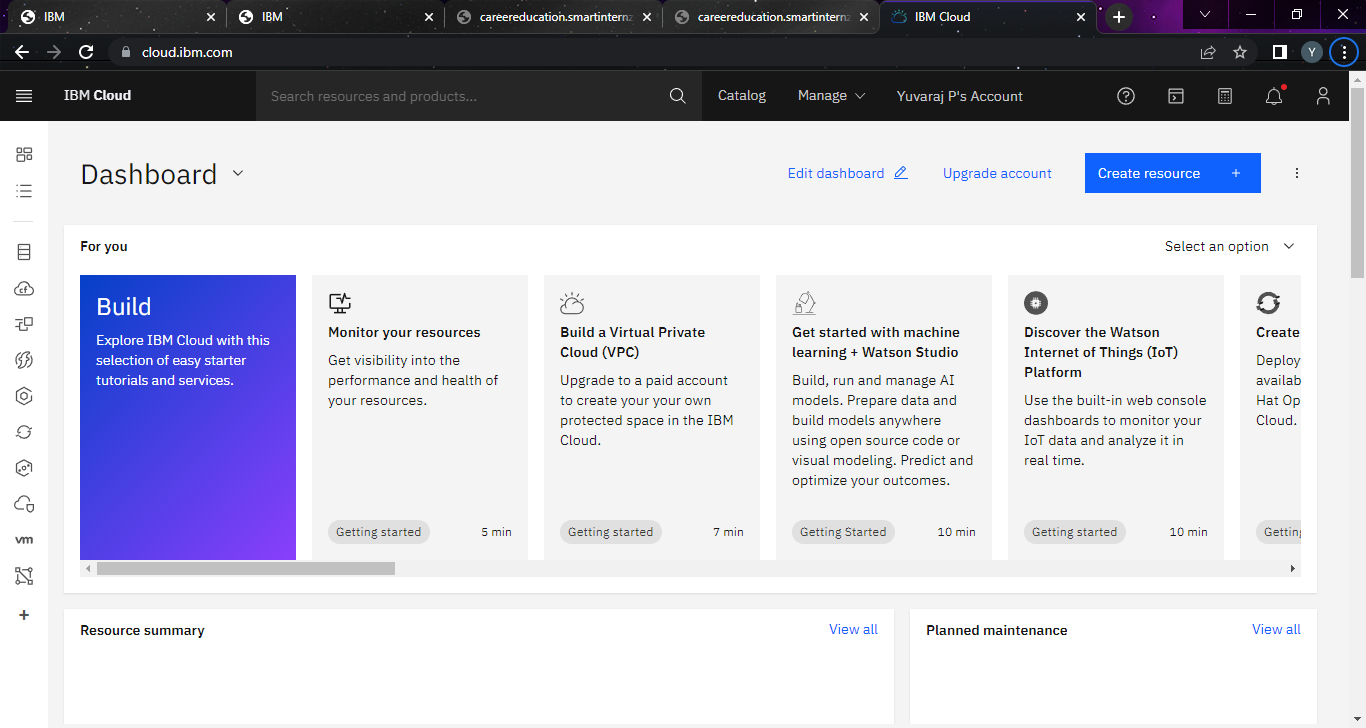 IBM
IBM
careereducation.smartinternz
careereducation.smartinternz
IBM Cloud
cloud.ibm.com
Y
IBM Cloud
Search resources and products...
Catalog
Manage
Yuvaraj P's Account
Dashboard
Edit dashboard
Upgrade account
Create resource +
For you
Select an option
Build
Explore IBM Cloud with this
selection of easy starter
tutorials and services.
Monitor your resources
Get visibility into the
performance and health of
your resources.
Getting started
5 min
Build a Virtual Private
Cloud (VPC)
Upgrade to a paid account
to create your your own
protected space in the IBM
Cloud.
Getting started
7 min
Get started with machine
learning + Watson Studio
Build, run and manage AI
models. Prepare data and
build models anywhere
using open source code or
visual modeling. Predict and
optimize your outcomes.
Getting Started
10 min
Discover the Watson
Internet of Things (IoT)
Platform
Use the built-in web console
dashboards to monitor your
IoT data and analyze it in
real time.
Getting started
10 min
Create
Deploy
availab
Hat Op
Cloud.
Getting
cf
vm
Resource summary
View all
Planned maintenance
View all